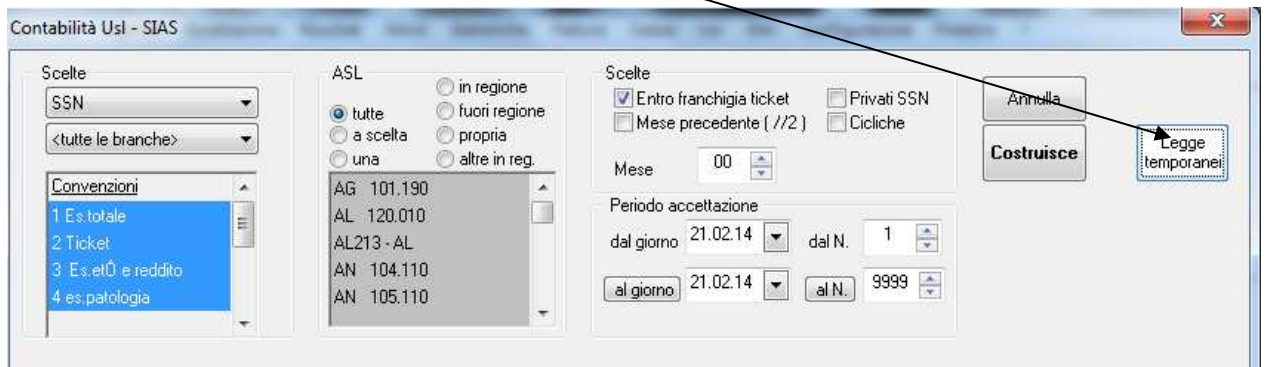 Contabilità Usl - SIAS
Scelte
SSN
<tutte le branche>
Convenzioni
1 Es.totale
2 Ticket
3 Es.etÓ e reddito
4 es.patologia
ASL
in regione
tutte
fuori regione
a scelta
propria
una
altre in reg.
AG 101.190
AL 120.010
AL213 - AL
AN 104.110
AN 105.110
Scelte
Entro franchigia ticket
Privati SSN
Mese precedente ( //2 )
Cicliche
Mese 00
Periodo accettazione
dal giorno 21.02.14 dal N. 1
al giorno 21.02.14 al N. 9999
Annulla
Costruisce
Legge
temporanei